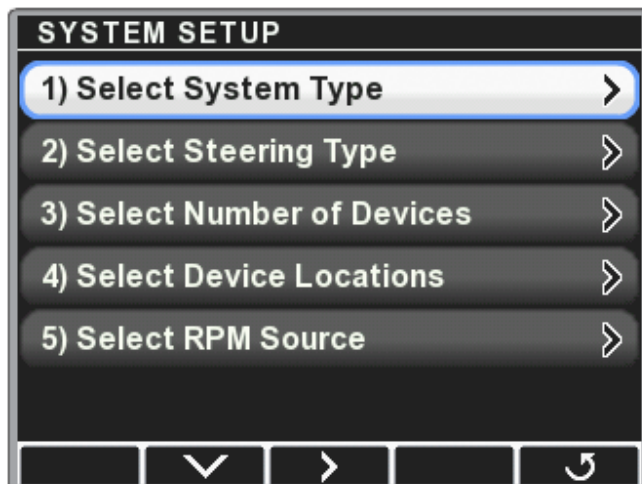 SYSTEM SETUP
1) Select System Type
2) Select Steering Type
3) Select Number of Devices
4) Select Device Locations
5) Select RPM Source